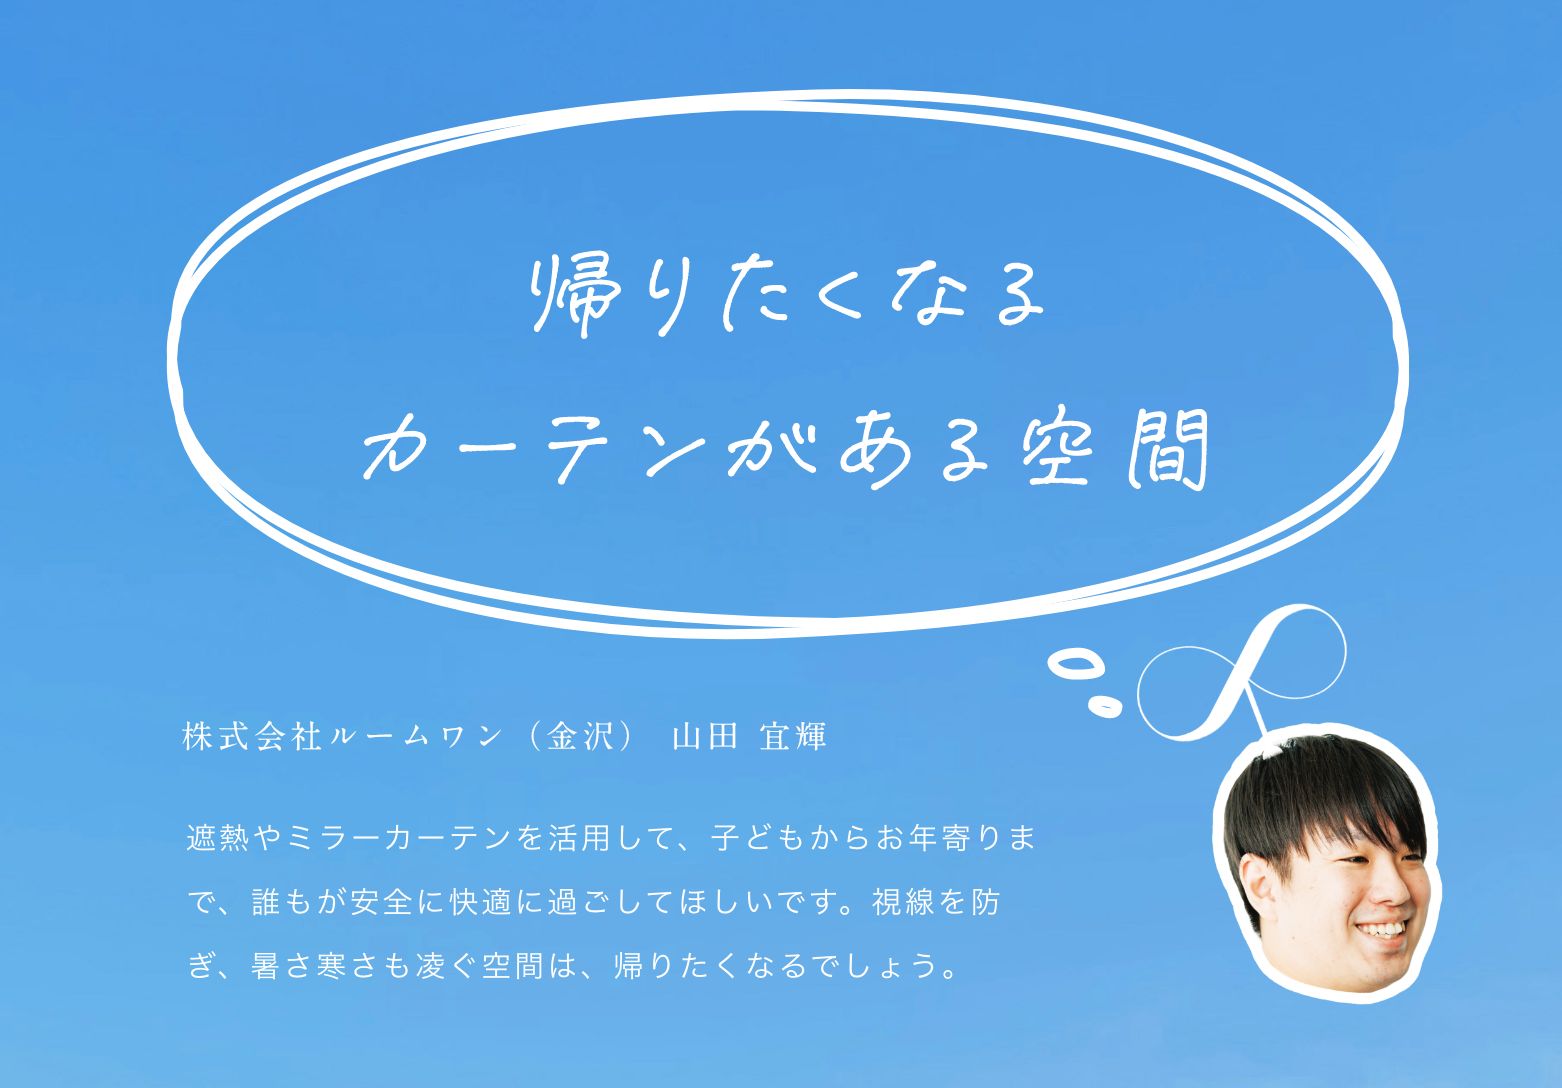 帰りたくなる
カーテンがある空間
株式会社ルームワン（金沢） 山田 宜輝
遮熱やミラーカーテンを活用して、子どもからお年寄りま
で、誰もが安全に快適に過ごしてほしいです。視線を防
ぎ、暑さ寒さも凌ぐ空間は、帰りたくなるでしょう。